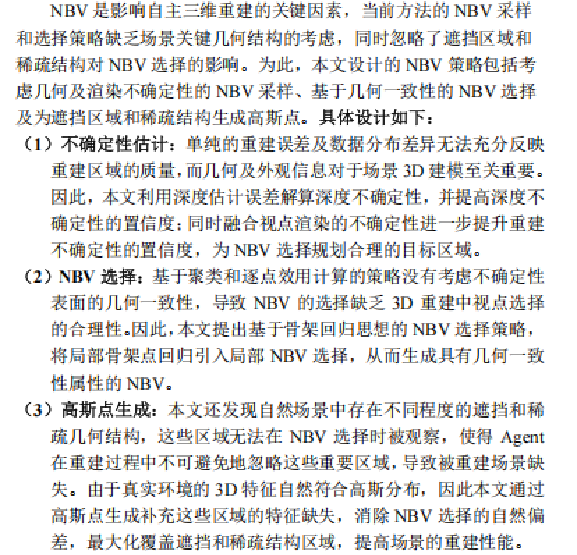 NBV 是影响自主三维重建的关键因素，当前方法的 NBV 采样
和选择策略缺乏场景关键几何结构的考虑，同时忽略了遮挡区域和
稀疏结构对 NBV 选择的影响。为此，本文设计的 NBV 策略包括考
虑几何及渲染不确定性的 NBV 采样、基于几何一致性的 NBV 选择
及为遮挡区域和稀疏结构生成高斯点。具体设计如下：
（1）不确定性估计：单纯的重建误差及数据分布差异无法充分反映
重建区域的质量，而几何及外观信息对于场景 3D 建模至关重要。
因此，本文利用深度估计误差解算深度不确定性，并提高深度不
确定性的置信度；同时融合视点渲染的不确定性进一步提升重建
不确定性的置信度，为 NBV 选择规划合理的目标区域。
（2）NBV 选择：基于聚类和逐点效用计算的策略没有考虑不确定性
表面的几何一致性，导致 NBV 的选择缺乏 3D 重建中视点选择
的合理性。因此，本文提出基于骨架回归思想的 NBV 选择策略，
将局部骨架点回归引入局部 NBV 选择，从而生成具有几何一致
性属性的 NBV。
（3）高斯点生成：本文还发现自然场景中存在不同程度的遮挡和稀
疏几何结构，这些区域无法在 NBV 选择时被观察，使得 Agent
在重建过程中不可避免地忽略这些重要区域，导致被重建场景缺
失。由于真实环境的 3D 特征自然符合高斯分布，因此本文通过
高斯点生成补充这些区域的特征缺失，消除 NBV 选择的自然偏
差，最大化覆盖遮挡和稀疏结构区域，提高场景的重建性能。